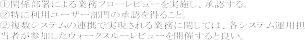 ①関係部署による業務フローレビューを実施し、承認する。
②特に利用ユーザー部門の承認を得ること。
③複数システムの連携で実現される業務に関しては、各システム運用担
当者が参加したウォークスルーレビューを開催すると良い。